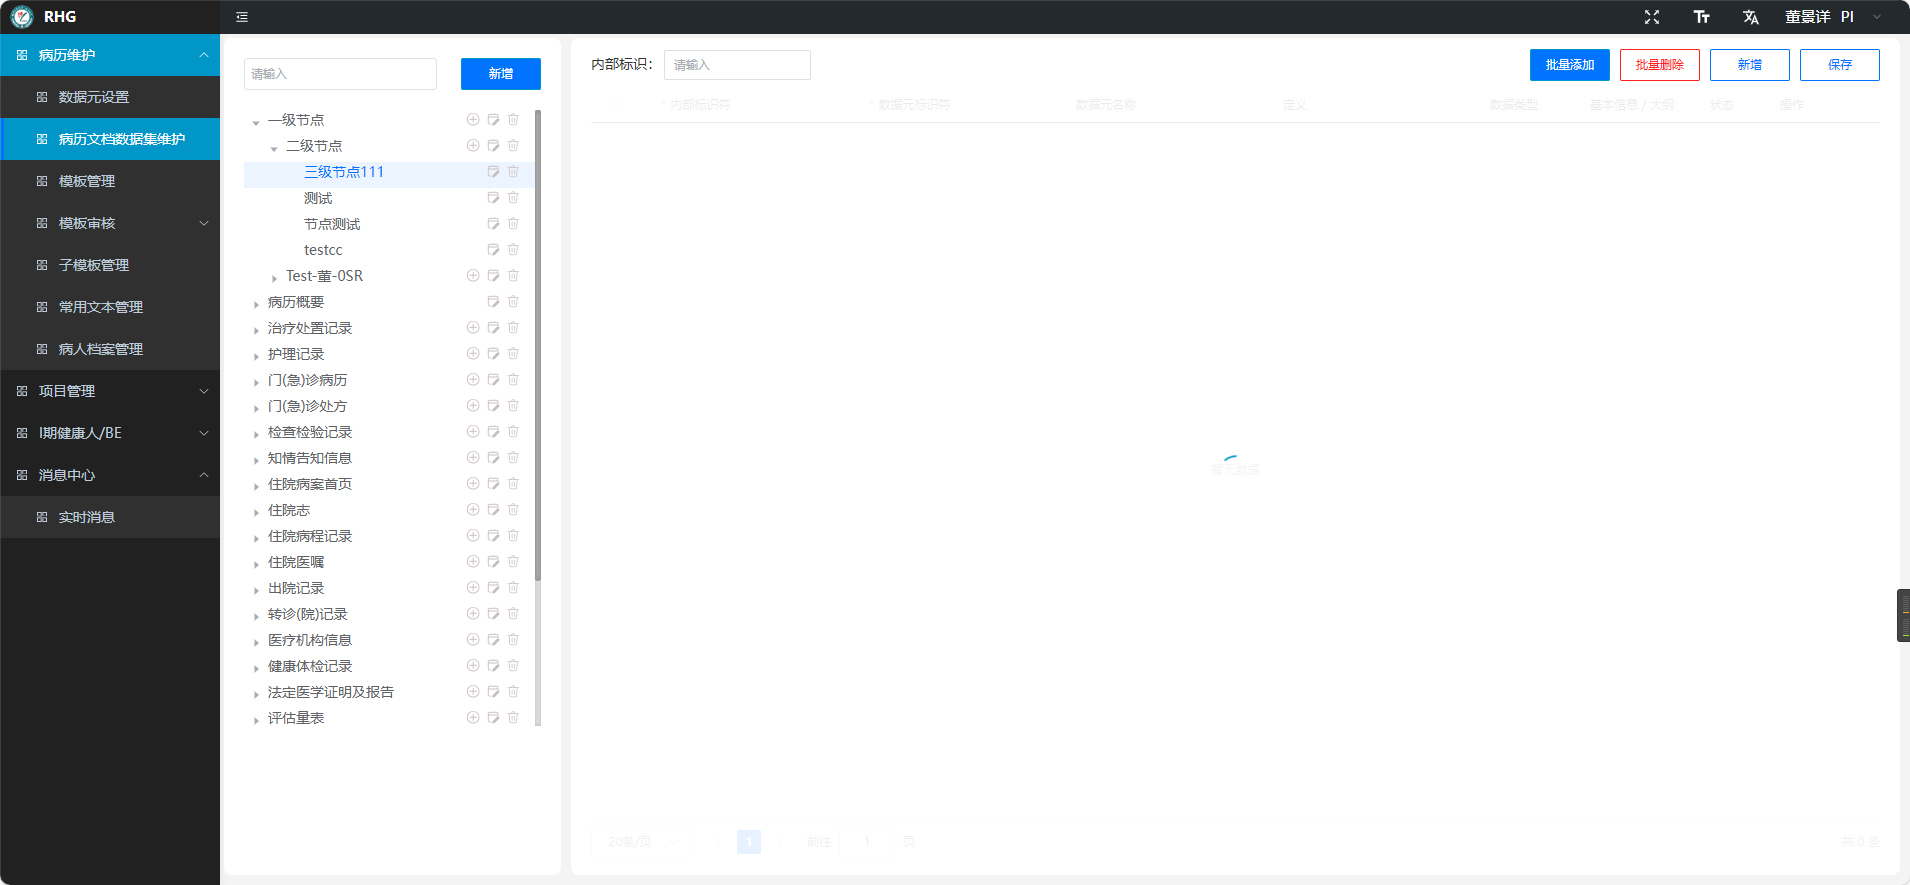 RHG
董景详 PI
病历维护
数据元设置
病历文档数据集维护
模板管理
模板审核
子模板管理
常用文本管理
病人档案管理
项目管理
I期健康人/BE
消息中心
实时消息
请输入 新增
一级节点
二级节点
三级节点111
测试
节点测试
testcc
Test-董-0SR
病历概要
治疗处置记录
护理记录
门(急)诊病历
门(急)诊处方
检查检验记录
知情告知信息
住院病案首页
住院志
住院病程记录
住院医嘱
出院记录
转诊(院)记录
医疗机构信息
健康体检记录
法定医学证明及报告
评估量表
内部标识： 请输入 批量添加 批量删除 新增 保存
* 内部标识符 * 数据元标识符 数据元名称 定义 数据类型 基本信息 / 大纲 状态 操作
暂无数据
20条/页 1 前往 1 页 共 0 条